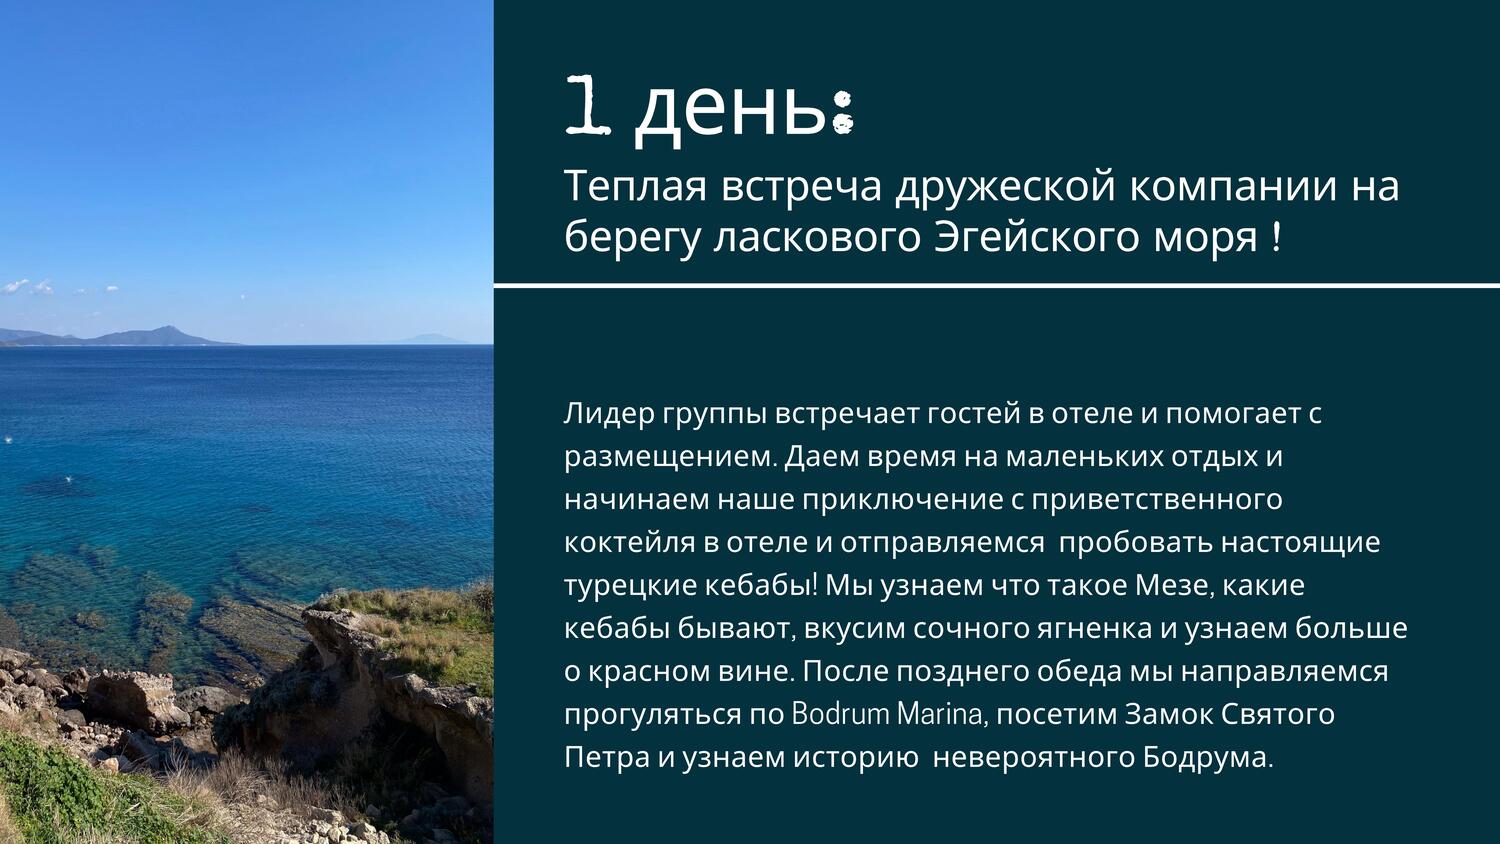 1 день:
Теплая встреча дружеской компании на
берегу ласкового Эгейского моря !
Лидер группы встречает гостей в отеле и помогает с
размещением. Даем время на маленьких отдых и
начинаем наше приключение с приветственного
коктейля в отеле и отправляемся  пробовать настоящие
турецкие кебабы! Мы узнаем что такое Мезе, какие
кебабы бывают, вкусим сочного ягненка и узнаем больше
о красном вине. После позднего обеда мы направляемся
прогуляться по Bodrum Marina, посетим Замок Святого
Петра и узнаем историю  невероятного Бодрума.